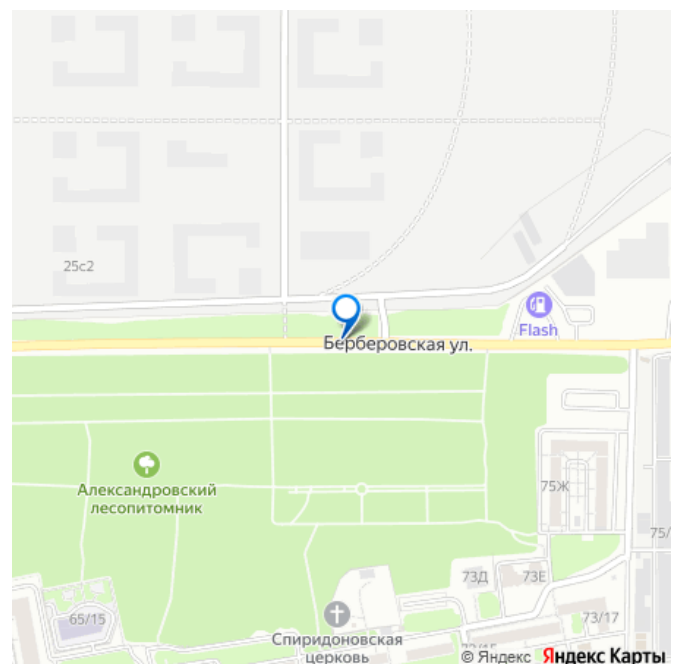 25с2
Flash
Берберовская ул.
Александровский
лесопитомник
75Ж
75/
73Д
73Е
65/15
73/17
Спиридоновская
церковь
© Яндекс Яндекс Карты